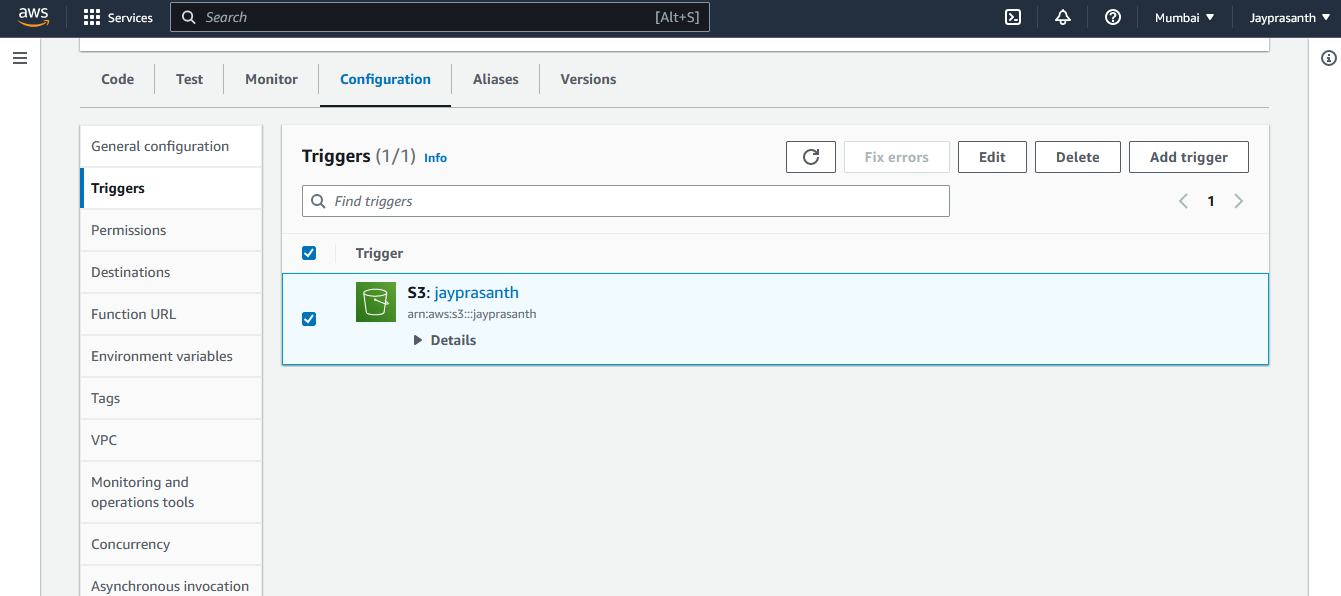 aws
Services
Search
[Alt+S]
Mumbai
Jayprasanth
Code
Test
Monitor
Configuration
Aliases
Versions
General configuration
Triggers
Permissions
Destinations
Function URL
Environment variables
Tags
VPC
Monitoring and
operations tools
Concurrency
Asynchronous invocation
Triggers (1/1) Info
Fix errors
Edit
Delete
Add trigger
Find triggers
1
Trigger
S3: jayprasanth
arn:aws:s3:::jayprasanth
Details